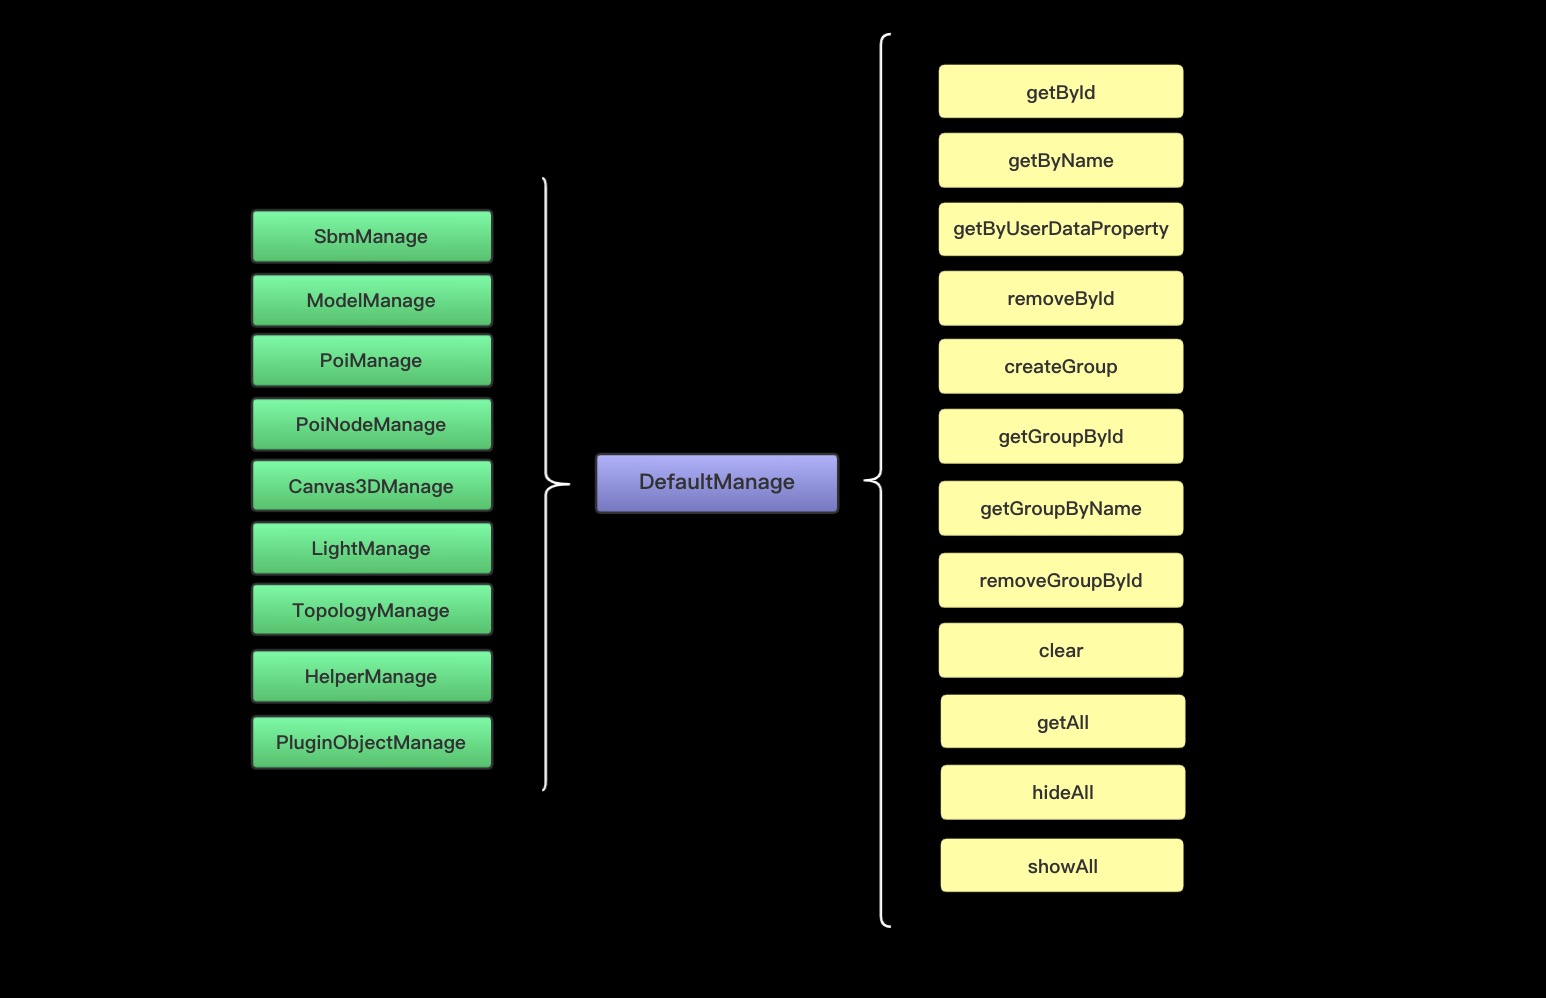 SbmManage
ModelManage
PoiManage
PoiNodeManage
Canvas3DManage
LightManage
TopologyManage
HelperManage
PluginObjectManage
DefaultManage
getById
getByName
getByUserDataProperty
removeById
createGroup
getGroupById
getGroupByName
removeGroupById
clear
getAll
hideAll
showAll